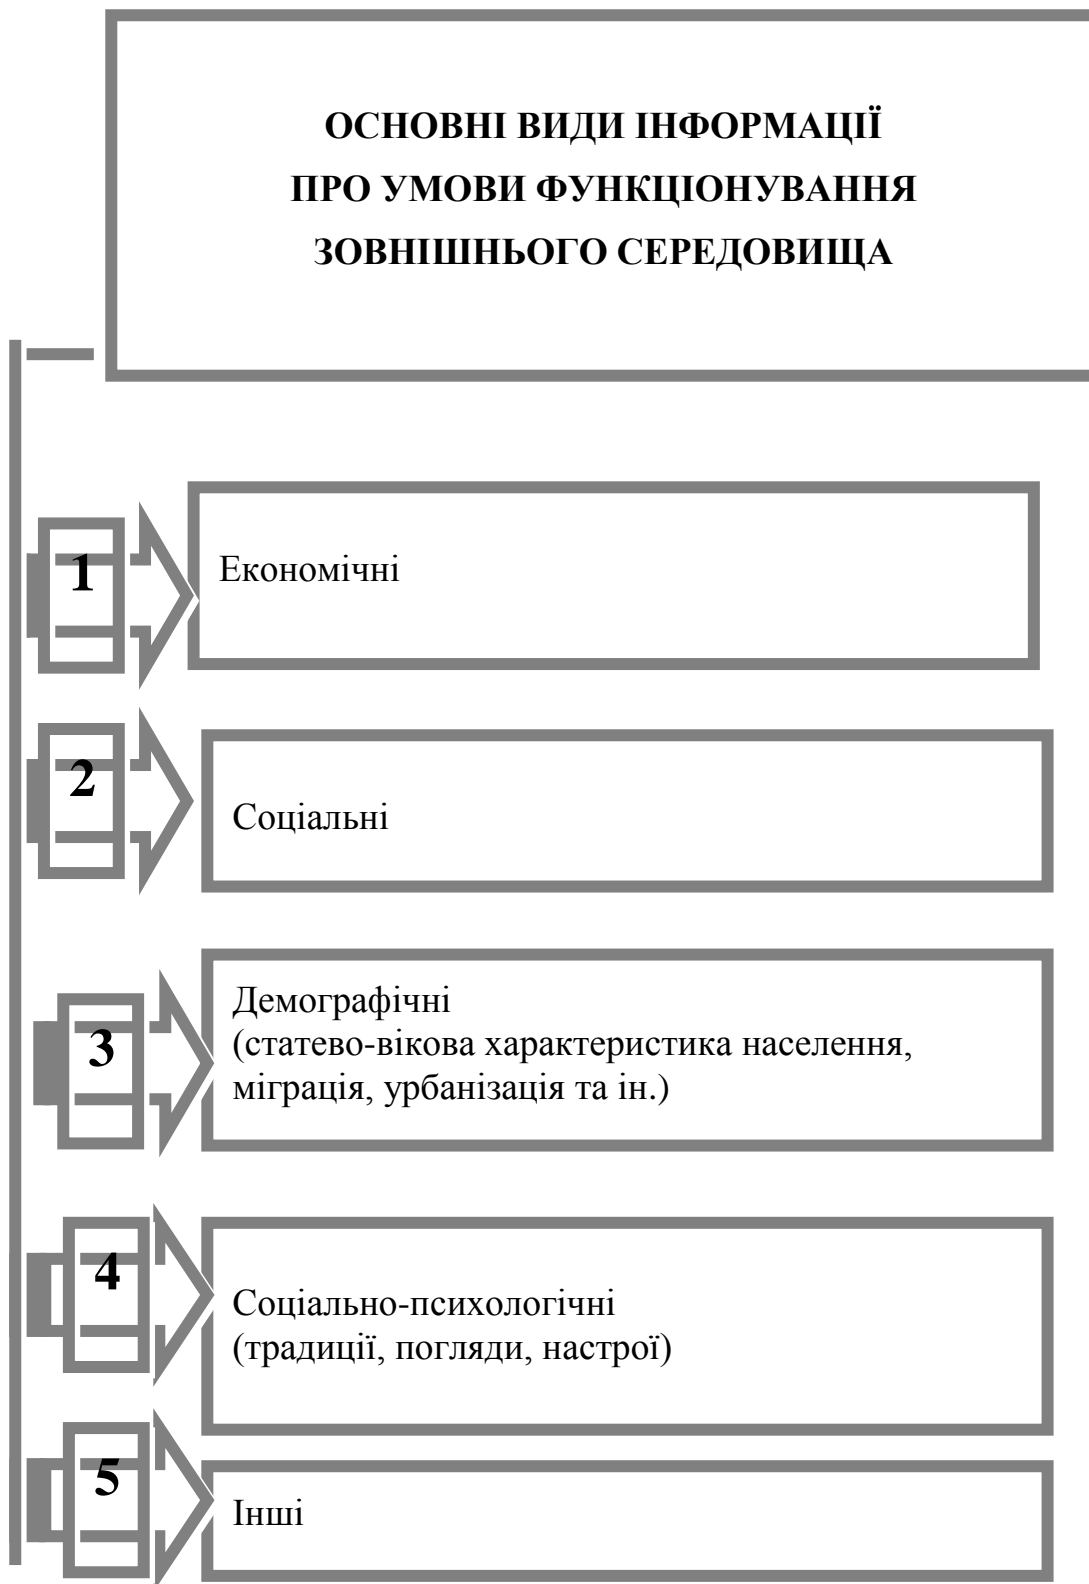 ОСНОВНІ ВИДИ ІНФОРМАЦІЇ
ПРО УМОВИ ФУНКЦІОНУВАННЯ
ЗОВНІШНЬОГО СЕРЕДОВИЩА
1
Економічні
2
Соціальні
3
Демографічні
(статево-вікова характеристика населення,
міграція, урбанізація та ін.)
4
Соціально-психологічні
(традиції, погляди, настрої)
5
Інші